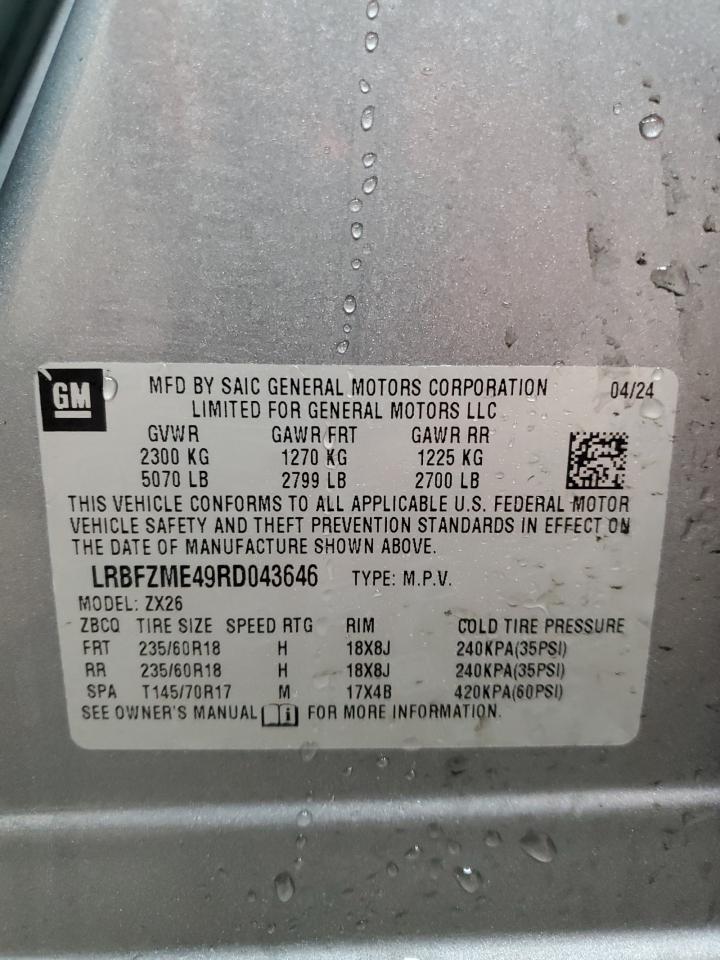 GM
MFD BY SAIC GENERAL MOTORS CORPORATION 04/24
LIMITED FOR GENERAL MOTORS LLC
GVWR GAWR FRT GAWR RR
2300 KG 1270 KG 1225 KG
5070 LB 2799 LB 2700 LB
THIS VEHICLE CONFORMS TO ALL APPLICABLE U.S. FEDERAL MOTOR
VEHICLE SAFETY AND THEFT PREVENTION STANDARDS IN EFFECT ON
THE DATE OF MANUFACTURE SHOWN ABOVE.
LRBFZME49RD043646 TYPE: M.P.V.
MODEL: ZX26
ZBCQ TIRE SIZE SPEED RTG RIM COLD TIRE PRESSURE
FRT 235/60R18 H 18X8J 240KPA(35PSI)
RR 235/60R18 H 18X8J 240KPA(35PSI)
SPA T145/70R17 M 17X4B 420KPA(60PSI)
SEE OWNER'S MANUAL i FOR MORE INFORMATION.